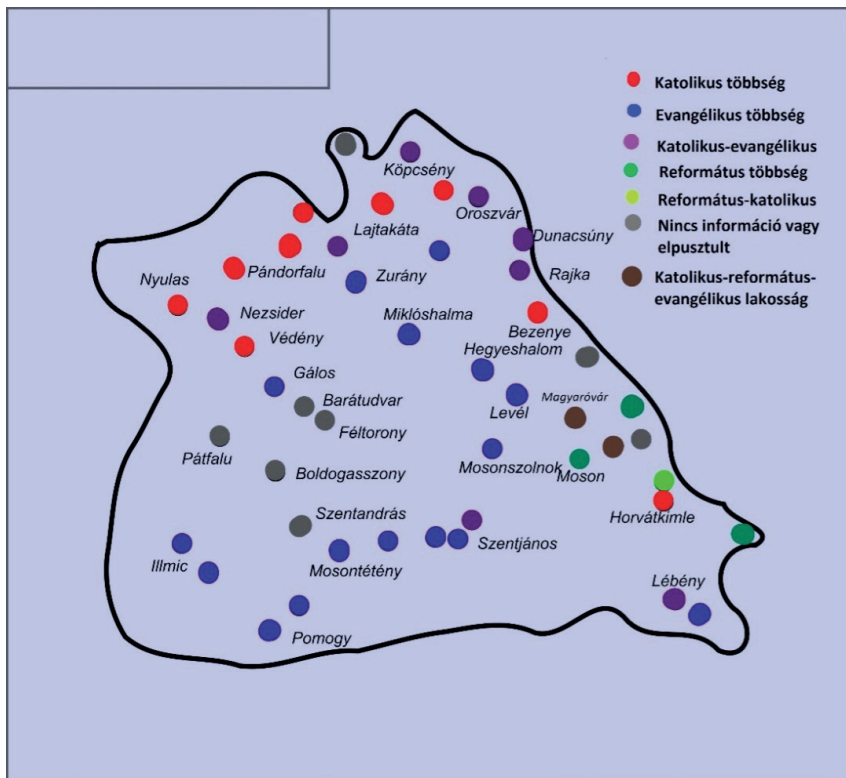 Katolikus többség
Evangélikus többség
Katolikus-evangélikus
Református többség
Református-katolikus
Nincs információ vagy
elpusztult
Katolikus-református-
evangélikus lakosság
Köpcsény
Oroszvár
Lajtakáta
Dunacsúny
Pándorfalu
Zurány
Rajka
Nyulas
Nezsider
Miklóshalma
Bezenye
Védény
Hegyeshalom
Gálos
Barátudvar
Levél
Magyaróvár
Féltorony
Pátfalu
Boldogasszony
Mosonszolnok
Moson
Szentandrás
Horvátkimle
Szentjános
Illmic
Mosontétény
Lébény
Pomogy